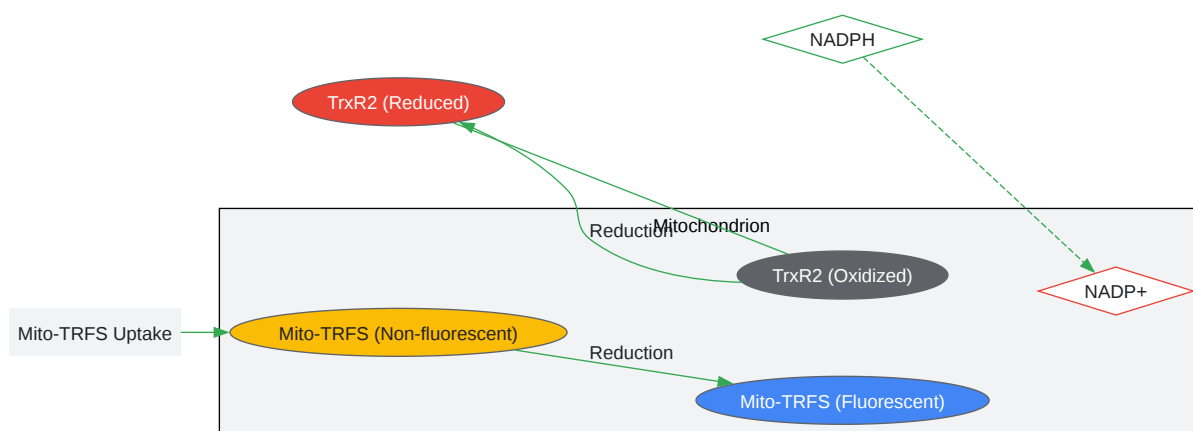 NADPH
TrxR2 (Reduced)
Mitochondrion
Reduction
TrxR2 (Oxidized)
NADP+
Mito-TRFS Uptake
Mito-TRFS (Non-fluorescent)
Reduction
Mito-TRFS (Fluorescent)